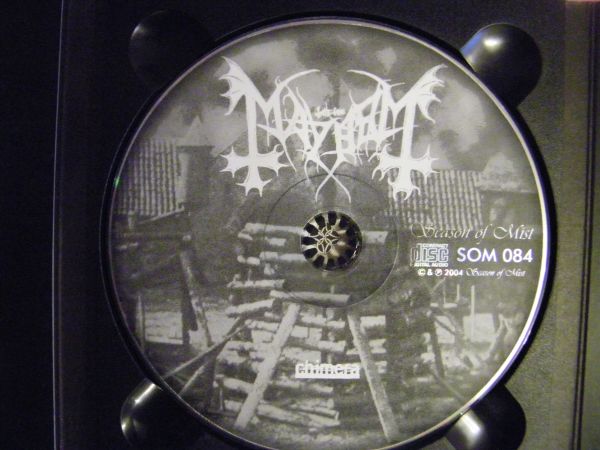 MAYHEM
Season of Mist
COMPACT
disc
DIGITAL AUDIO
SOM 084
© & ℗ 2004 Season of Mist
chimera